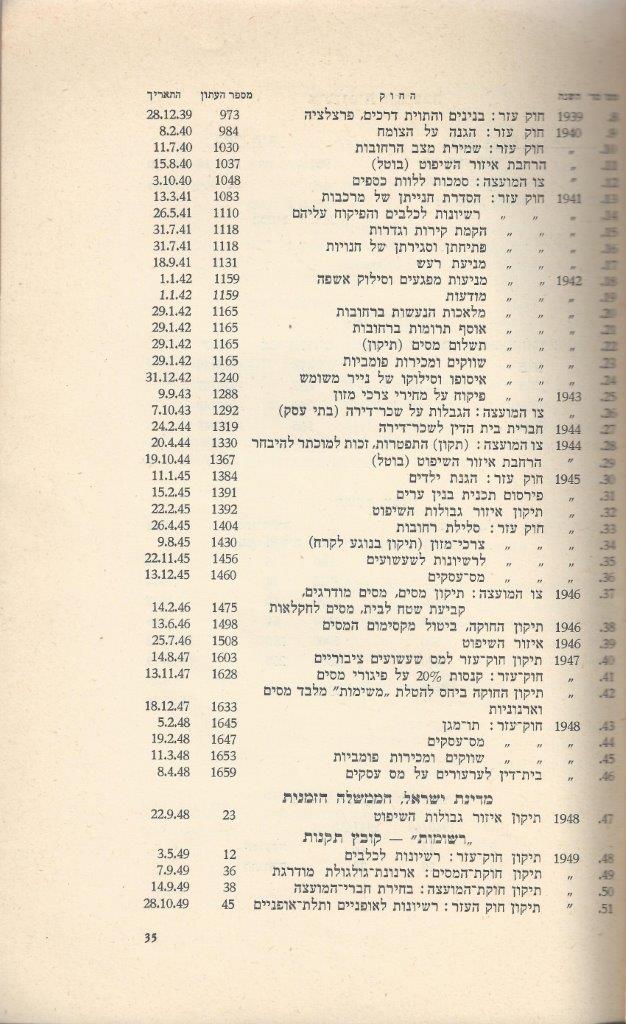 מס׳ סד׳ השנה החוק מספר העתון התאריך
8. 1939 חוק עזר: בנינים והתוית דרכים, פרצלציה 973 28.12.39
9. 1940 חוק עזר: הגנה על הצומח 984 8.2.40
10. „ חוק עזר: שמירת מצב הרחובות 1030 11.7.40
11. „ הרחבת איזור השיפוט (בוטל) 1037 15.8.40
12. „ צו המועצה: סמכות ללוות כספים 1048 3.10.40
13. 1941 חוק עזר: הסדרת חנייתן של מרכבות 1083 13.3.41
14. „ „ „ רשיונות לכלבים והפיקוח עליהם 1110 26.5.41
15. „ „ „ הקמת קירות וגדרות 1118 31.7.41
16. „ „ „ פתיחתן וסגירתן של חנויות 1118 31.7.41
17. „ „ „ מניעת רעש 1131 18.9.41
18. 1942 „ „ מניעות מפגעים וסילוק אשפה 1159 1.1.42
19. „ „ „ מודעות 1159 1.1.42
20. „ „ „ מלאכות הנעשות ברחובות 1165 29.1.42
21. „ „ „ אוסף תרומות ברחובות 1165 29.1.42
22. „ „ „ תשלום מסים (תיקון) 1165 29.1.42
23. „ „ „ שווקים ומכירות פומביות 1165 29.1.42
24. „ „ „ איסופו וסילוקו של נייר משומש 1240 31.12.42
25. 1943 „ „ פיקוח על מחירי צרכי מזון 1288 9.9.43
26. „ צו המועצה: הגבלות על שכר־דירה (בתי עסק) 1292 7.10.43
27. 1944 חברית בית הדין לשכר־דירה 1319 24.2.44
28. 1944 צו המועצה: (תקון) התפטרות, זכות למוכתר להיבחר 1330 20.4.44
29. „ הרחבת איזור השיפוט (בוטל) 1367 19.10.44
30. 1945 חוק עזר: הגנת ילדים 1384 11.1.45
31. „ פירסום תכנית בנין ערים 1391 15.2.45
32. „ תיקון איזור גבולות השיפוט 1392 22.2.45
33. „ חוק עזר: סלילת רחובות 1404 26.4.45
34. „ „ „ צרכי־מזון (תיקון בנוגע לקרח) 1430 9.8.45
35. „ „ „ לרשיונות לשעשועים 1456 22.11.45
36. „ „ „ מס־עסקים 1460 13.12.45
37. 1946 צו המועצה: תיקון מסים, מסים מודרגים,
קביעת שטח לבית, מסים לחקלאות 1475 14.2.46
38. 1946 תיקון החוקה, ביטול מקסימום המסים 1498 13.6.46
39. 1946 איזור השיפוט 1508 25.7.46
40. 1947 תיקון חוק־עזר למס שעשועים ציבוריים 1603 14.8.47
41. „ חוק־עזר: קנסות 20% על פיגורי מסים 1628 13.11.47
42. „ תיקון החוקה ביחס להטלת „משימות” מלבד מסים
וארנוניות 1633 18.12.47
43. 1948 חוק־עזר: תו־מגן 1645 5.2.48
44. „ „ „ מס־עסקים 1647 19.2.48
45. „ „ „ שווקים ומכירות פומביות 1653 11.3.48
46. „ בית־דין לערעורים על מס עסקים 1659 8.4.48
מדינת ישראל, הממשלה הזמנית
47. 1948 תיקון איזור גבולות השיפוט 23 22.9.48
„רשומות” — קובץ תקנות
48. 1949 תיקון חוק־עזר: רשיונות לכלבים 12 3.5.49
49. „ תיקון חוקת־המסים: ארנונת־גולגולת מודרגת 36 7.9.49
50. „ תיקון חוקת־המועצה: בחירת חברי־המועצה 38 14.9.49
51. „ תיקון חוק העזר: רשיונות לאופניים ותלת־אופניים 45 28.10.49
35